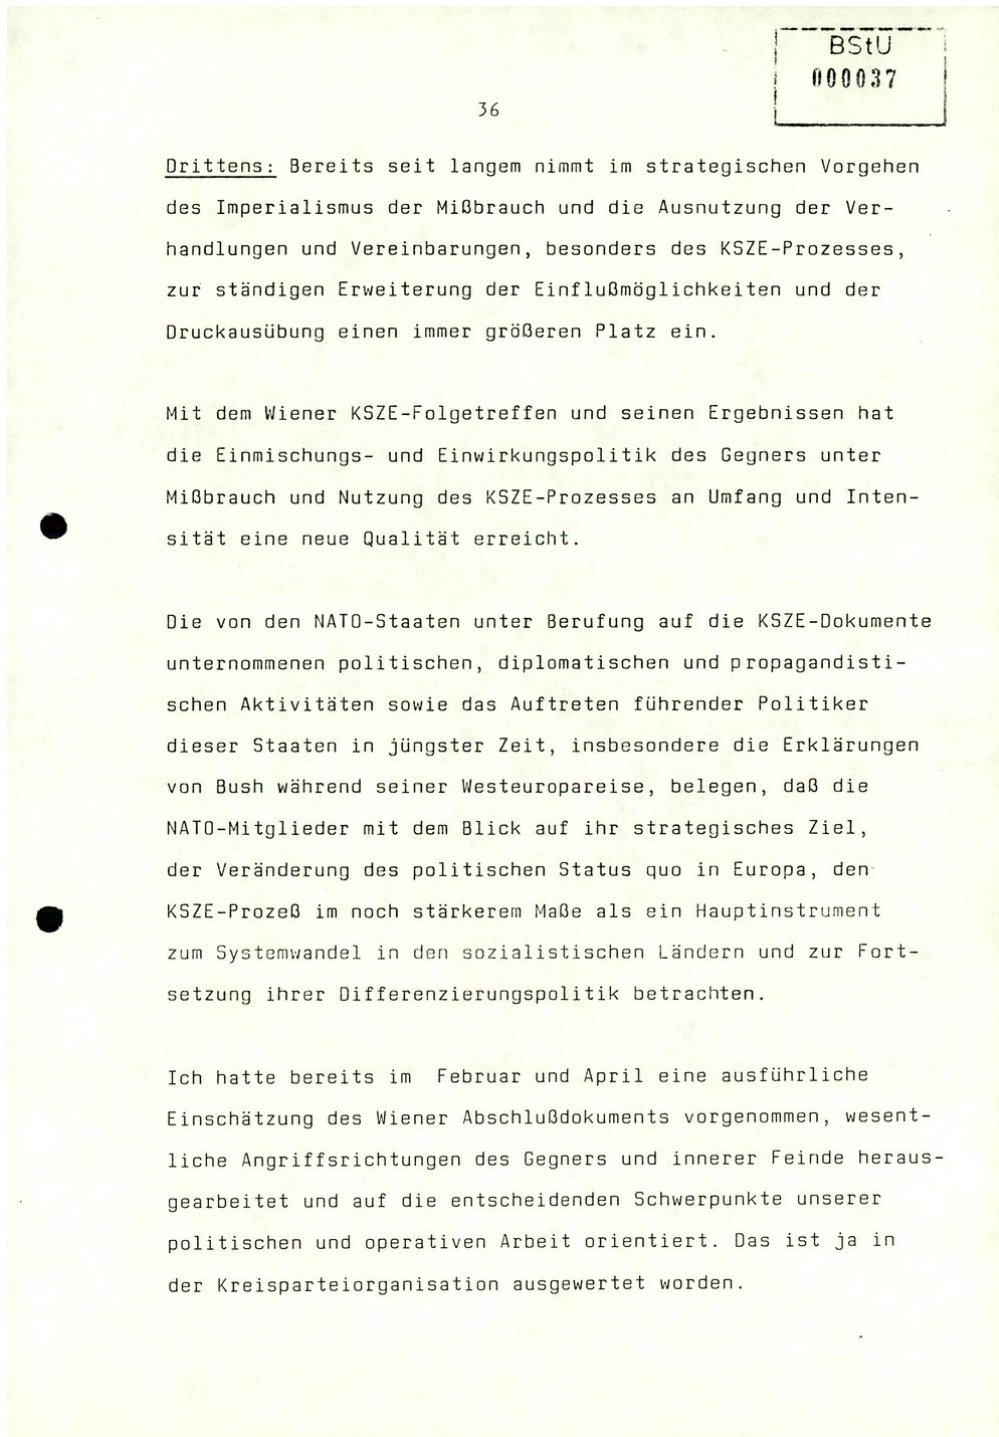 BStU
000037
36
Drittens: Bereits seit langem nimmt im strategischen Vorgehen
des Imperialismus der Mißbrauch und die Ausnutzung der Ver-
handlungen und Vereinbarungen, besonders des KSZE-Prozesses,
zur ständigen Erweiterung der Einflußmöglichkeiten und der
Druckausübung einen immer größeren Platz ein.
Mit dem Wiener KSZE-Folgetreffen und seinen Ergebnissen hat
die Einmischungs- und Einwirkungspolitik des Gegners unter
Mißbrauch und Nutzung des KSZE-Prozesses an Umfang und Inten-
sität eine neue Qualität erreicht.
Die von den NATO-Staaten unter Berufung auf die KSZE-Dokumente
unternommenen politischen, diplomatischen und propagandisti-
schen Aktivitäten sowie das Auftreten führender Politiker
dieser Staaten in jüngster Zeit, insbesondere die Erklärungen
von Bush während seiner Westeuropareise, belegen, daß die
NATO-Mitglieder mit dem Blick auf ihr strategisches Ziel,
der Veränderung des politischen Status quo in Europa, den
KSZE-Prozeß im noch stärkerem Maße als ein Hauptinstrument
zum Systemwandel in den sozialistischen Ländern und zur Fort-
setzung ihrer Differenzierungspolitik betrachten.
Ich hatte bereits im Februar und April eine ausführliche
Einschätzung des Wiener Abschlußdokuments vorgenommen, wesent-
liche Angriffsrichtungen des Gegners und innerer Feinde heraus-
gearbeitet und auf die entscheidenden Schwerpunkte unserer
politischen und operativen Arbeit orientiert. Das ist ja in
der Kreisparteiorganisation ausgewertet worden.